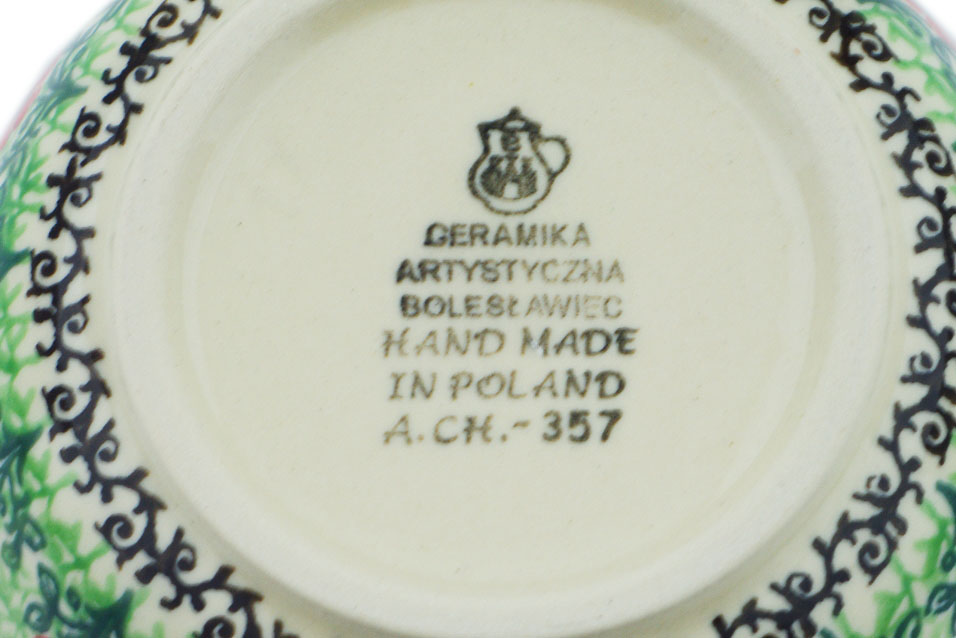 CERAMIKA
ARTYSTYCZNA
BOLESŁAWIEC
HAND MADE
IN POLAND
A.CH.-357